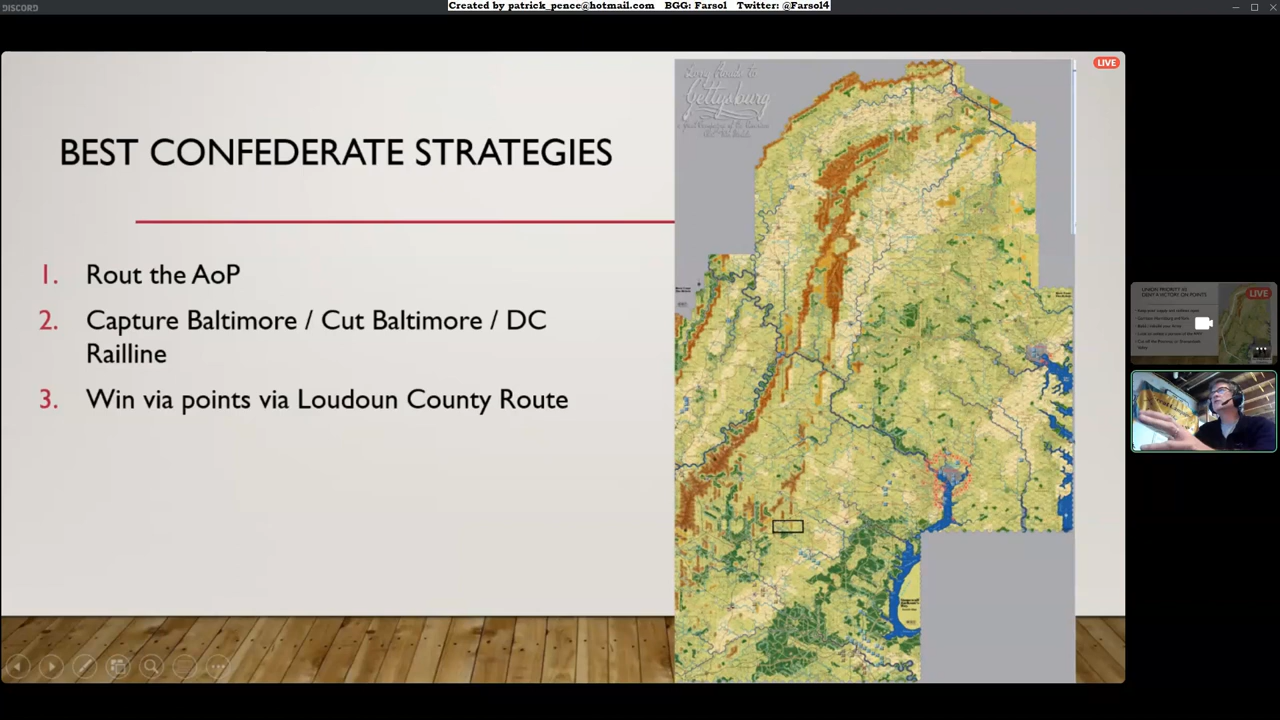 DISCORD
Created by patrick_pence@hotmail.com BGG: Farsol Twitter: @Farsol4
LIVE
Long Roads to
Gettysburg
BEST CONFEDERATE STRATEGIES
1. Rout the AoP
2. Capture Baltimore / Cut Baltimore / DC
Railline
3. Win via points via Loudoun County Route
LIVE